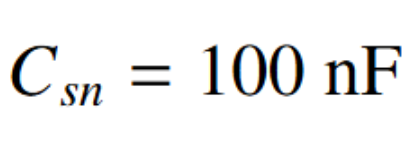 C_sn = 100 nF